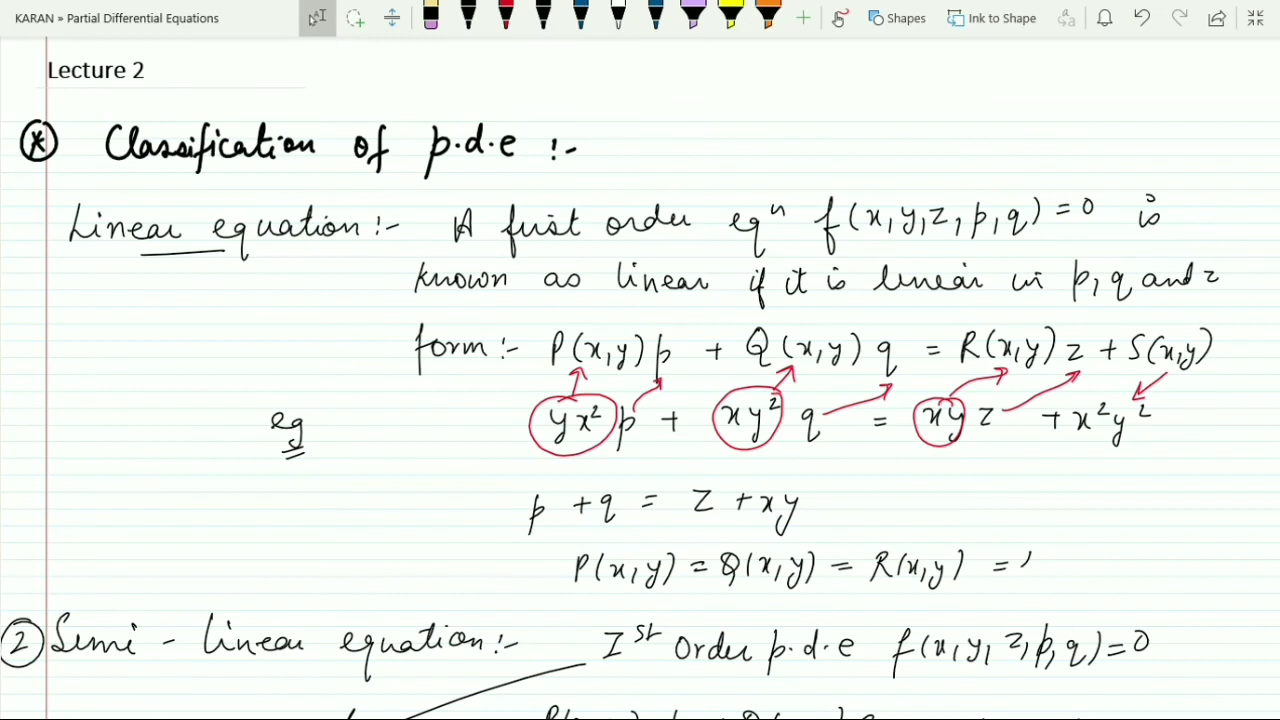 KARAN » Partial Differential Equations
Shapes
Ink to Shape
Lecture 2
Classification of p.d.e :-
Linear equation :- A first order eqⁿ f(x,y,z,p,q) = 0 is
known as linear if it is linear in p, q and z
form :- P(x,y) p + Q(x,y) q = R(x,y) z + S(x,y)
eg yx² p + xy² q = xy z + x²y²
p + q = z + xy
P(x,y) = Q(x,y) = R(x,y) =
② Semi - linear equation :- Iˢᵗ Order p.d.e f(x,y,z,p,q)=0